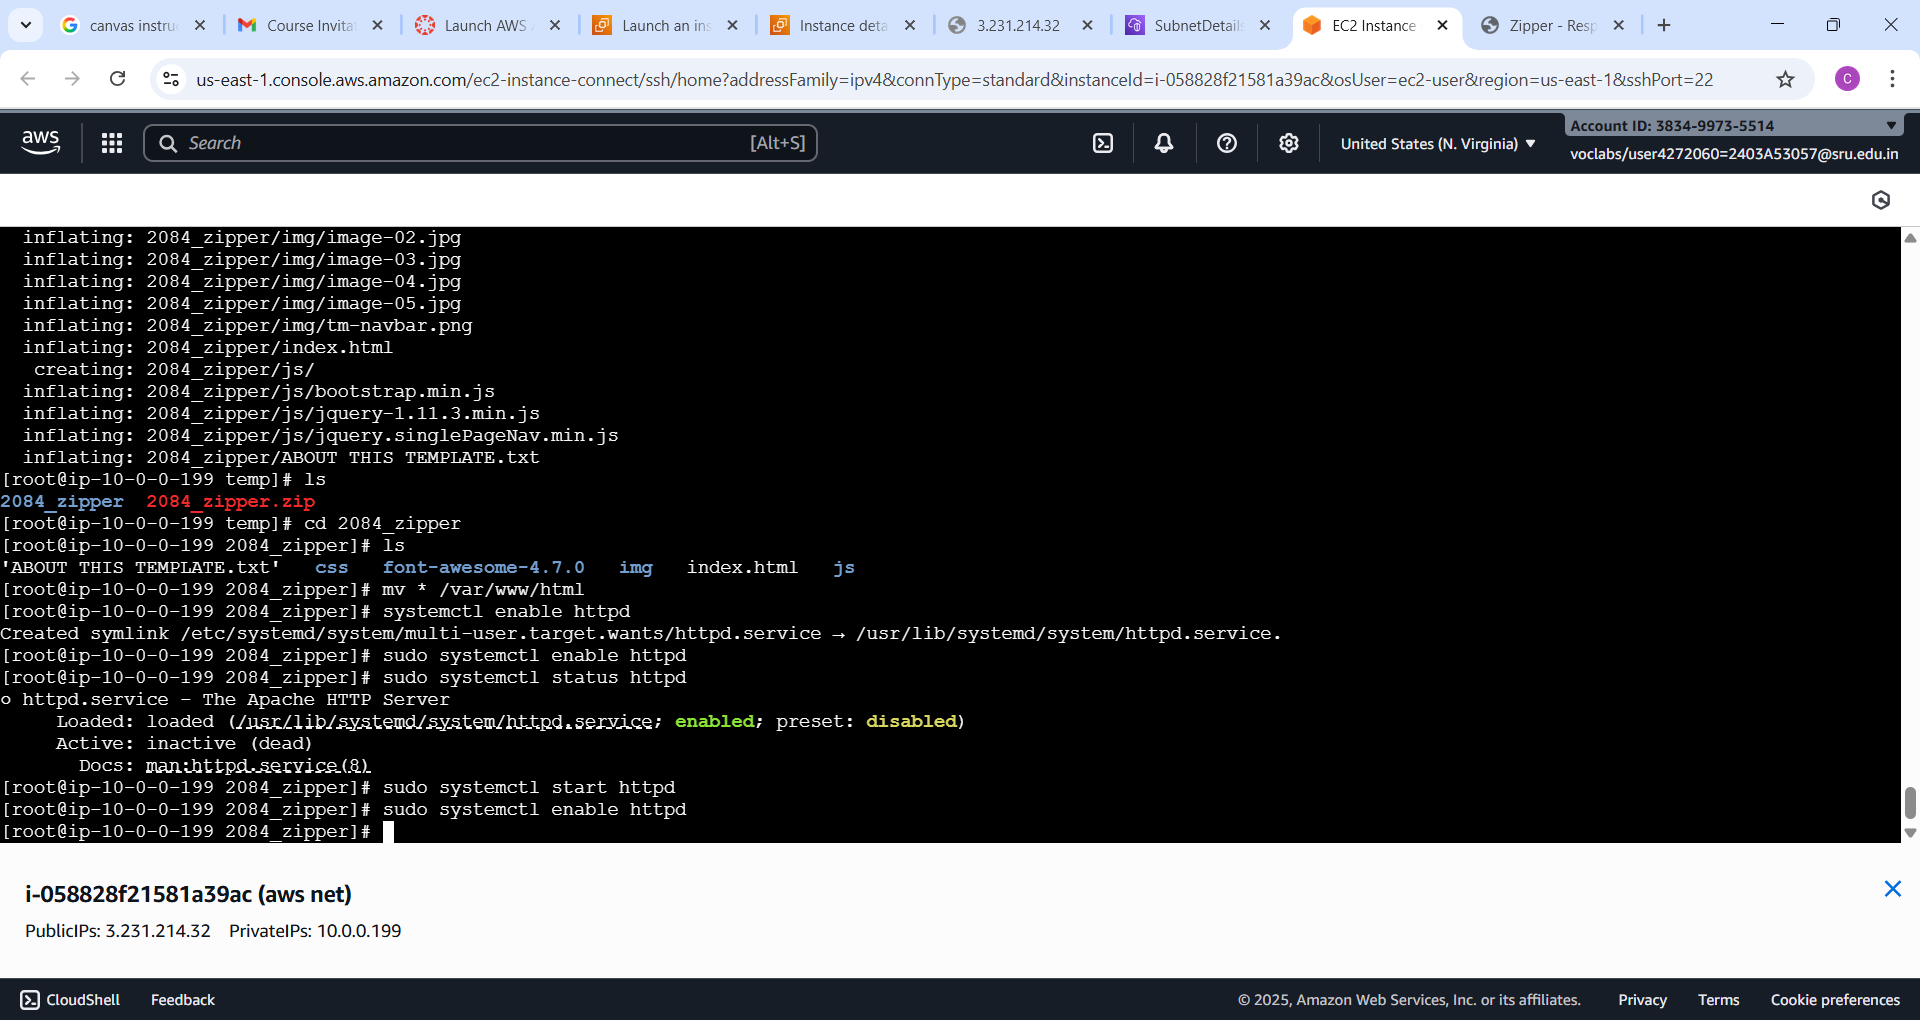 canvas instru
Course Invita
Launch AWS
Launch an ins
Instance deta
3.231.214.32
SubnetDetails
EC2 Instance
Zipper - Resp
us-east-1.console.aws.amazon.com/ec2-instance-connect/ssh/home?addressFamily=ipv4&connType=standard&instanceId=i-058828f21581a39ac&osUser=ec2-user&region=us-east-1&sshPort=22
C
aws
Search
[Alt+S]
United States (N. Virginia)
Account ID: 3834-9973-5514
voclabs/user4272060=2403A53057@sru.edu.in
inflating: 2084_zipper/img/image-02.jpg
inflating: 2084_zipper/img/image-03.jpg
inflating: 2084_zipper/img/image-04.jpg
inflating: 2084_zipper/img/image-05.jpg
inflating: 2084_zipper/img/tm-navbar.png
inflating: 2084_zipper/index.html
creating: 2084_zipper/js/
inflating: 2084_zipper/js/bootstrap.min.js
inflating: 2084_zipper/js/jquery-1.11.3.min.js
inflating: 2084_zipper/js/jquery.singlePageNav.min.js
inflating: 2084_zipper/ABOUT THIS TEMPLATE.txt
[root@ip-10-0-0-199 temp]# ls
2084_zipper 2084_zipper.zip
[root@ip-10-0-0-199 temp]# cd 2084_zipper
[root@ip-10-0-0-199 2084_zipper]# ls
'ABOUT THIS TEMPLATE.txt' css font-awesome-4.7.0 img index.html js
[root@ip-10-0-0-199 2084_zipper]# mv * /var/www/html
[root@ip-10-0-0-199 2084_zipper]# systemctl enable httpd
Created symlink /etc/systemd/system/multi-user.target.wants/httpd.service → /usr/lib/systemd/system/httpd.service.
[root@ip-10-0-0-199 2084_zipper]# sudo systemctl enable httpd
[root@ip-10-0-0-199 2084_zipper]# sudo systemctl status httpd
○ httpd.service - The Apache HTTP Server
Loaded: loaded (/usr/lib/systemd/system/httpd.service; enabled; preset: disabled)
Active: inactive (dead)
Docs: man:httpd.service(8)
[root@ip-10-0-0-199 2084_zipper]# sudo systemctl start httpd
[root@ip-10-0-0-199 2084_zipper]# sudo systemctl enable httpd
[root@ip-10-0-0-199 2084_zipper]#
i-058828f21581a39ac (aws net)
PublicIPs: 3.231.214.32 PrivateIPs: 10.0.0.199
CloudShell
Feedback
© 2025, Amazon Web Services, Inc. or its affiliates.
Privacy
Terms
Cookie preferences